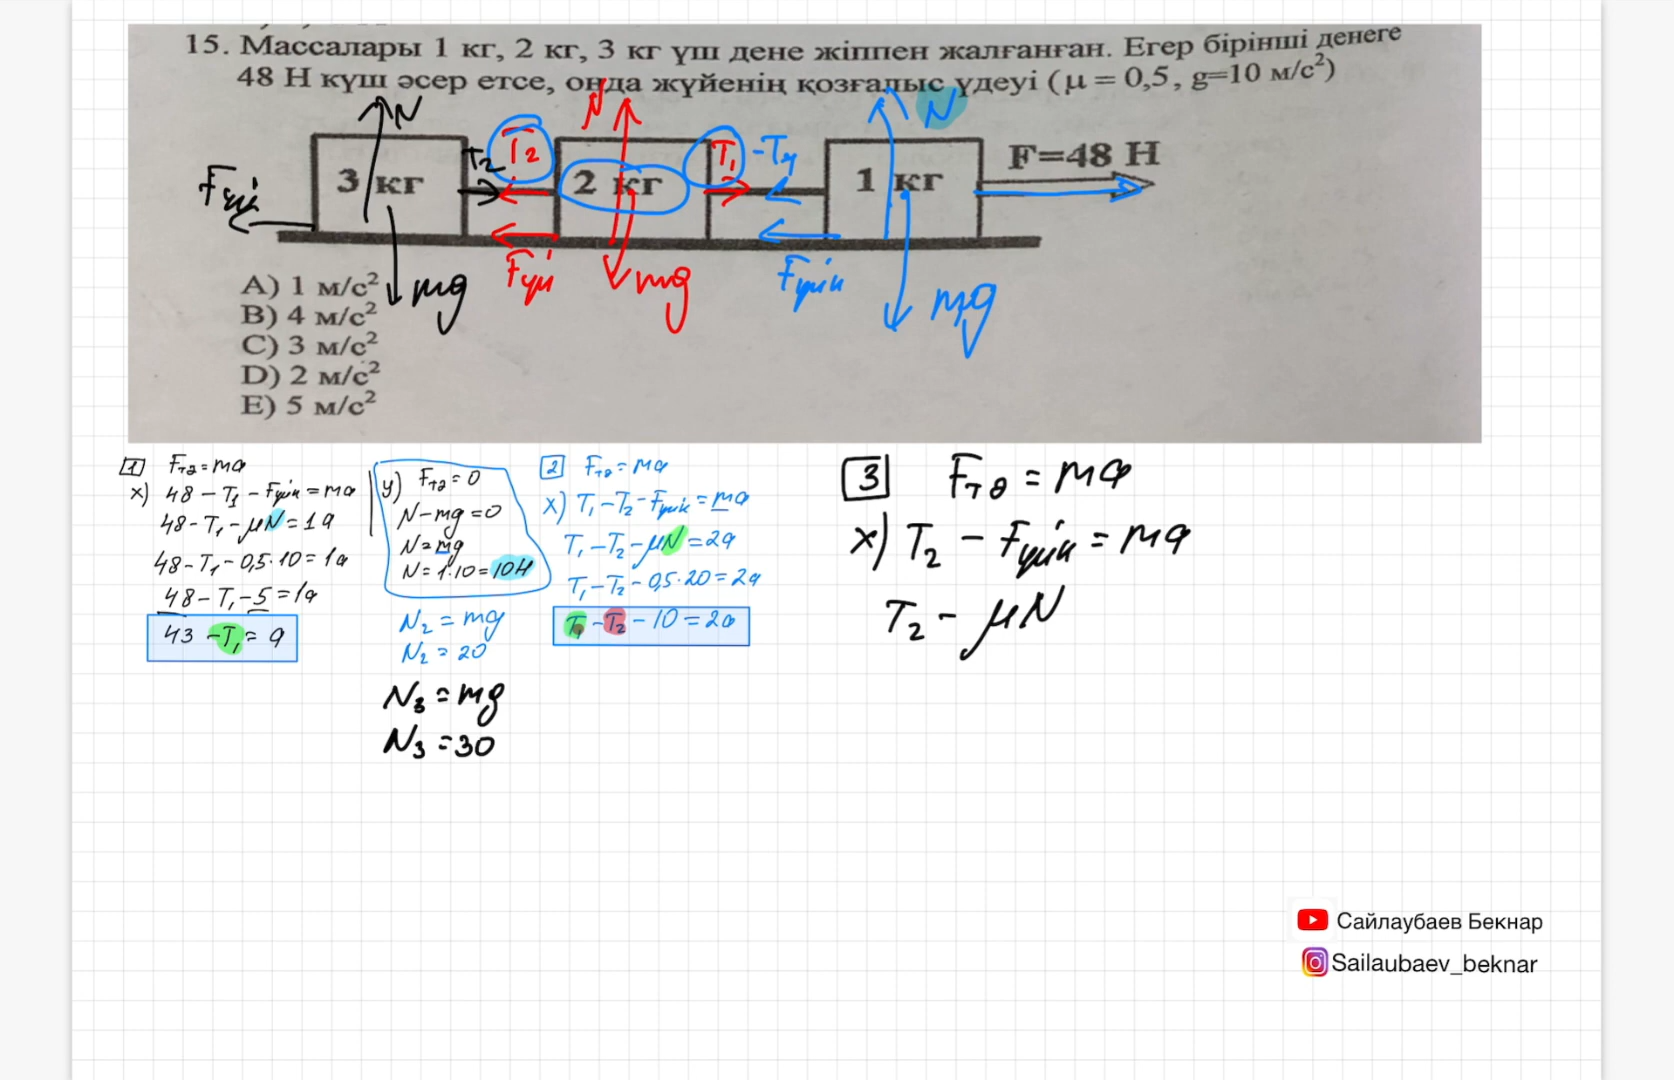 15. Массалары 1 кг, 2 кг, 3 кг үш дене жіппен жалғанған. Егер бірінші денеге
48 Н күш әсер етсе, онда жүйенің қозғалыс үдеуі (μ = 0,5, g=10 м/с²)
N
N
N
T₂
T₂
T₁
-T₁
F=48 Н
Fүйк
3 кг
2 кг
1 кг
Fүйк
Fүйк
mg
mg
mg
A) 1 м/с²
B) 4 м/с²
C) 3 м/с²
D) 2 м/с²
E) 5 м/с²
1 Fтә = ma
x) 48 - T₁ - Fүйк = ma
48 - T₁ - μN = 1a
48 - T₁ - 0,5·10 = 1a
48 - T₁ - 5 = 1a
43 - T₁ = a
y) Fтә = 0
N - mg = 0
N = mg
N = 1·10 = 10Н
N₂ = mg
N₂ = 20
N₃ = mg
N₃ = 30
2 Fтә = ma
x) T₁ - T₂ - Fүйк = ma
T₁ - T₂ - μN = 2a
T₁ - T₂ - 0,5·20 = 2a
T₁ - T₂ - 10 = 2a
3 Fтә = ma
x) T₂ - Fүйк = ma
T₂ - μN
Сайлаубаев Бекнар
Sailaubaev_beknar